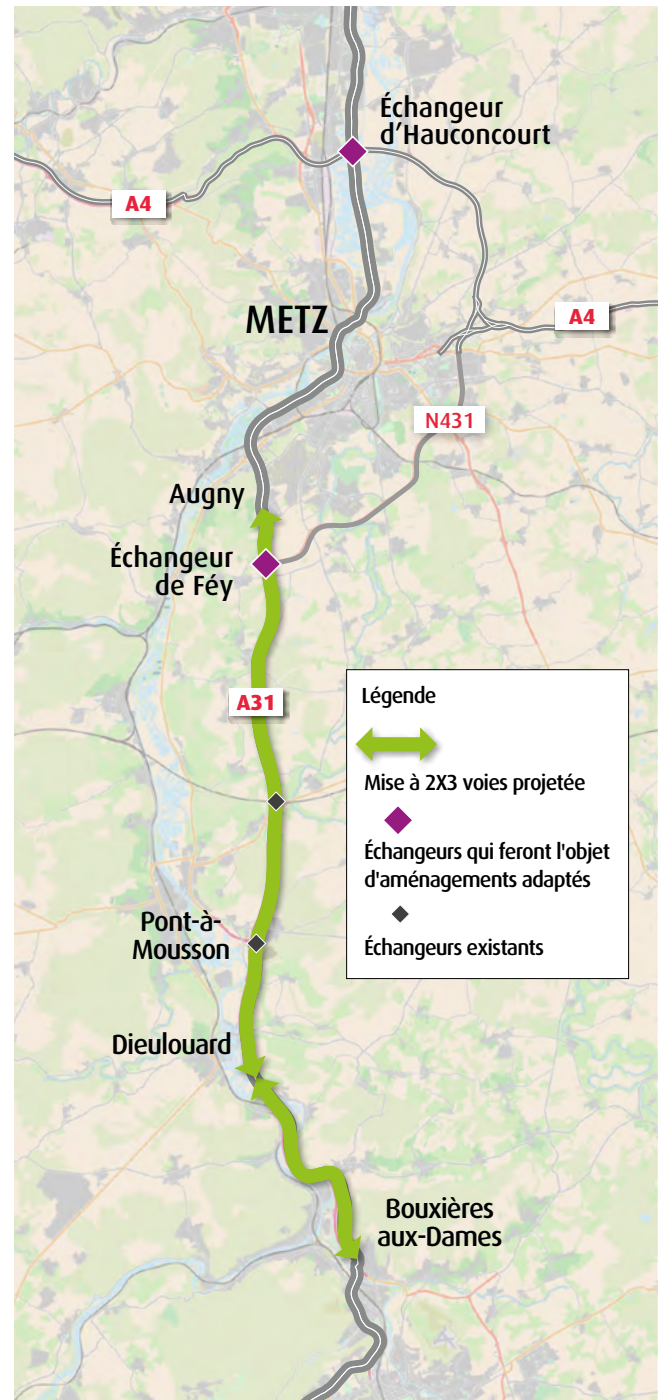 Échangeur
d'Hauconcourt
A4
METZ
A4
N431
Augny
Échangeur
de Féy
A31
Légende
Mise à 2X3 voies projetée
Échangeurs qui feront l'objet
d'aménagements adaptés
Échangeurs existants
Pont-à-
Mousson
Dieulouard
Bouxières
aux-Dames